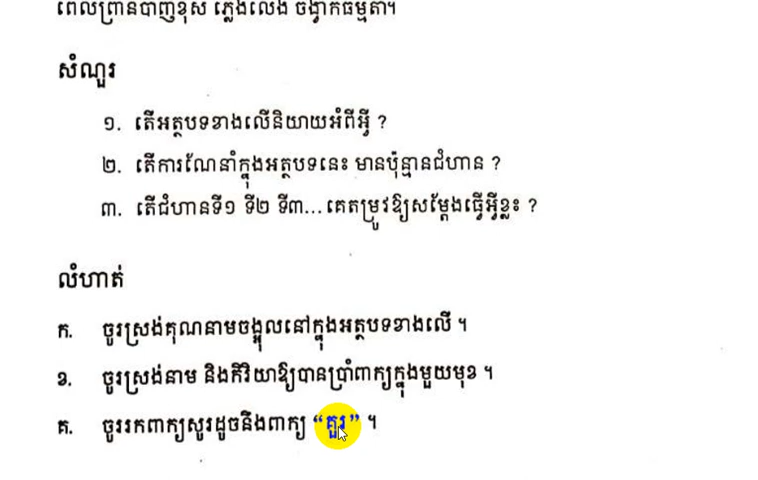 ពេលព្រានបាញ់ខុស ភ្លេងលេង ចង្វាក់ធម្មតា។
សំណួរ
១. តើអត្ថបទខាងលើនិយាយអំពីអ្វី ?
២. តើការណែនាំក្នុងអត្ថបទនេះ មានប៉ុន្មានជំហាន ?
៣. តើជំហានទី១ ទី២ ទី៣...គេតម្រូវឱ្យសម្ដែងធ្វើអ្វីខ្លះ ?
លំហាត់
ក. ចូរស្រង់គុណនាមចង្អុលនៅក្នុងអត្ថបទខាងលើ ។
ខ. ចូរស្រង់នាម និងកិរិយាឱ្យបានប្រាំពាក្យក្នុងមួយមុខ ។
គ. ចូររកពាក្យសូរដូចនឹងពាក្យ “គួរ” ។